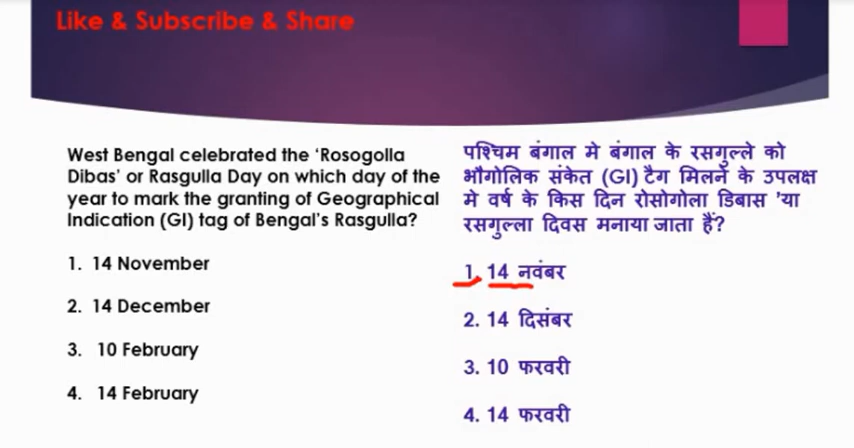 Like & Subscribe & Share
West Bengal celebrated the ‘Rosogolla
Dibas’ or Rasgulla Day on which day of the
year to mark the granting of Geographical
Indication (GI) tag of Bengal’s Rasgulla?
1. 14 November
2. 14 December
3. 10 February
4. 14 February
पश्चिम बंगाल मे बंगाल के रसगुल्ले को
भौगोलिक संकेत (GI) टैग मिलने के उपलक्ष
मे वर्ष के किस दिन रोसोगोला डिबास 'या
रसगुल्ला दिवस मनाया जाता हैं?
1. 14 नवंबर
2. 14 दिसंबर
3. 10 फरवरी
4. 14 फरवरी